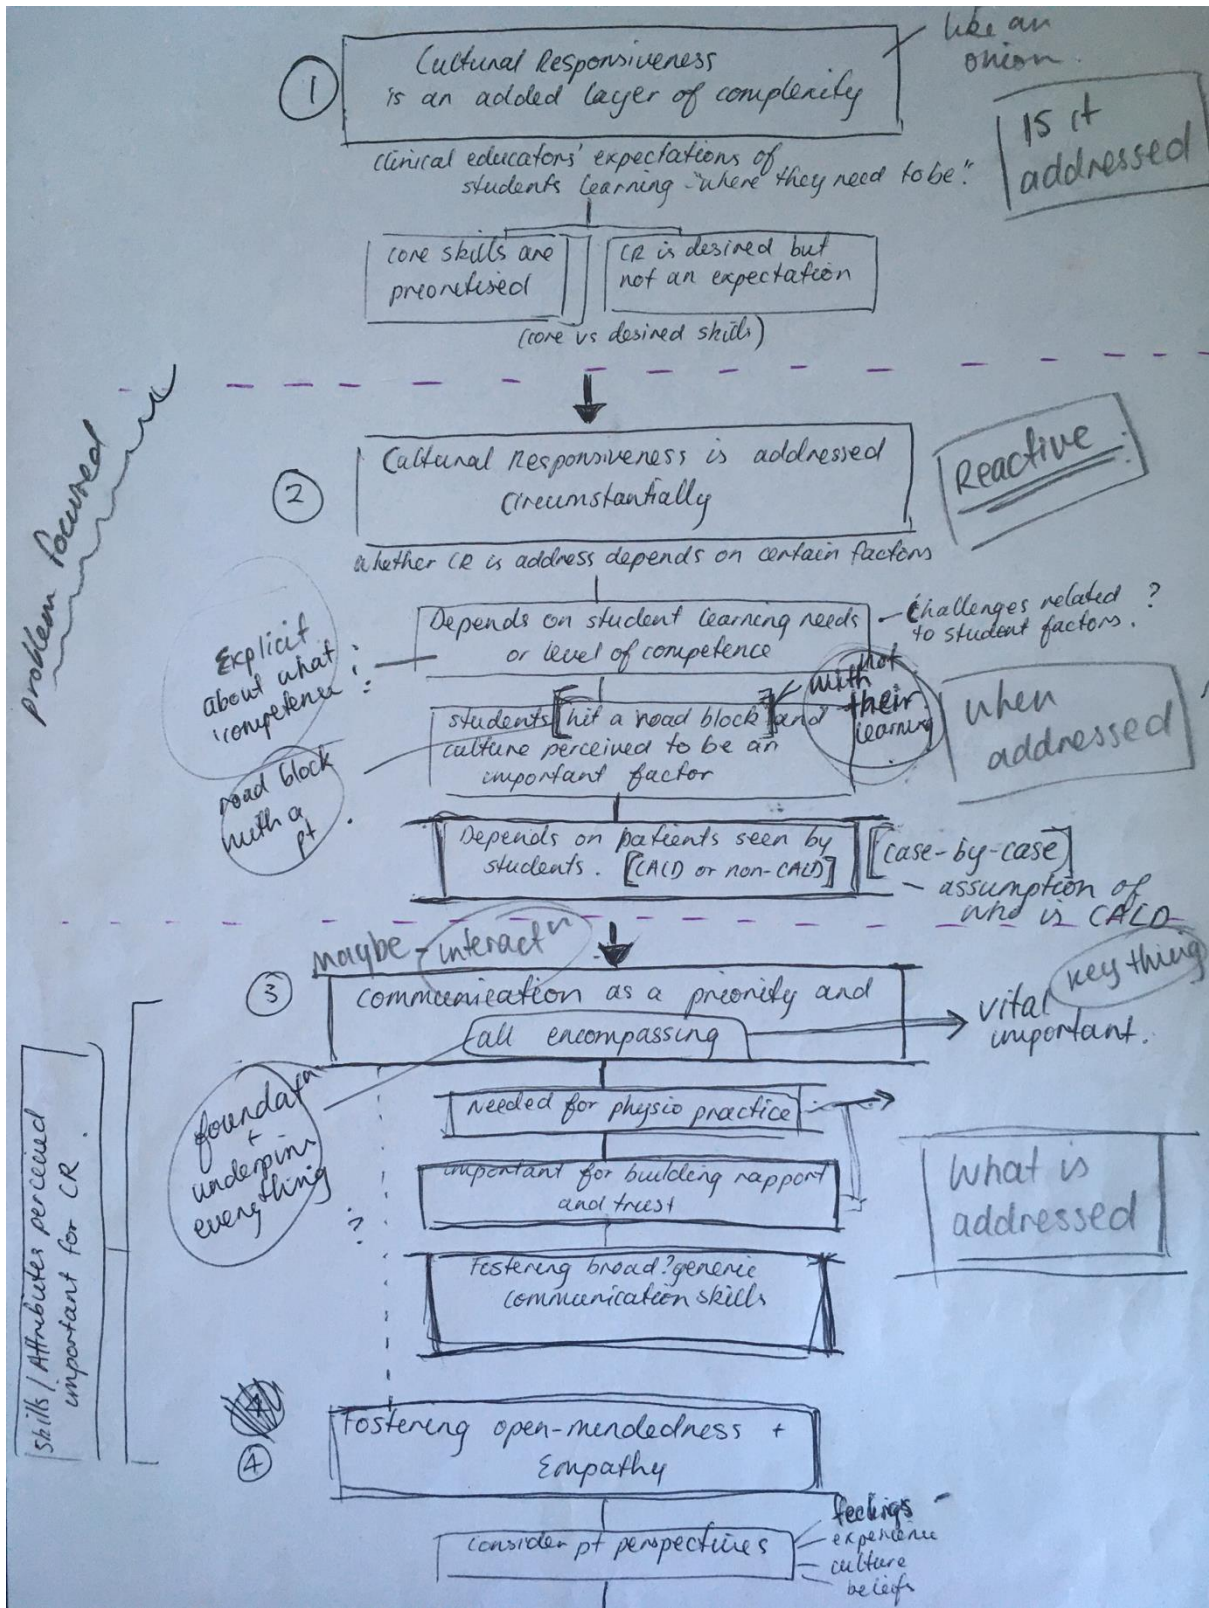 like an
onion.
1
Cultural Responsiveness
is an added layer of complexity
Is it
addressed
clinical educators' expectations of
students learning - "where they need to be."
core skills are
preoretised
CR is desired but
not an expectation
(core vs desired skills)
problem focused
2
Cultural Responsiveness is addressed
Circumstantially
Reactive
whether CR is address depends on certain factors
Depends on student learning needs
or level of competence
- Challenges related ?
to student factors.
Explicit
about what
'competence'
students [hit a road block] and
culture perceived to be an
important factor
with
their
learning
not
when
addressed
road block
with a
pt.
Depends on patients seen by
students. [CALD or non-CALD]
[case-by-case]
- assumption of
who is CALD
maybe - interactn
3
communication as a priority and
all encompassing
key thing
vital
important.
foundatn
+
underpins
everything
?
needed for physio practice
important for building rapport
and trust
Fostering broad?generic
communication skills
What is
addressed
Skills/Attributes perceived
important for CR.
4
Fostering open-mindedness +
Empathy
consider pt perspectives
feelings
experience
culture
beliefs